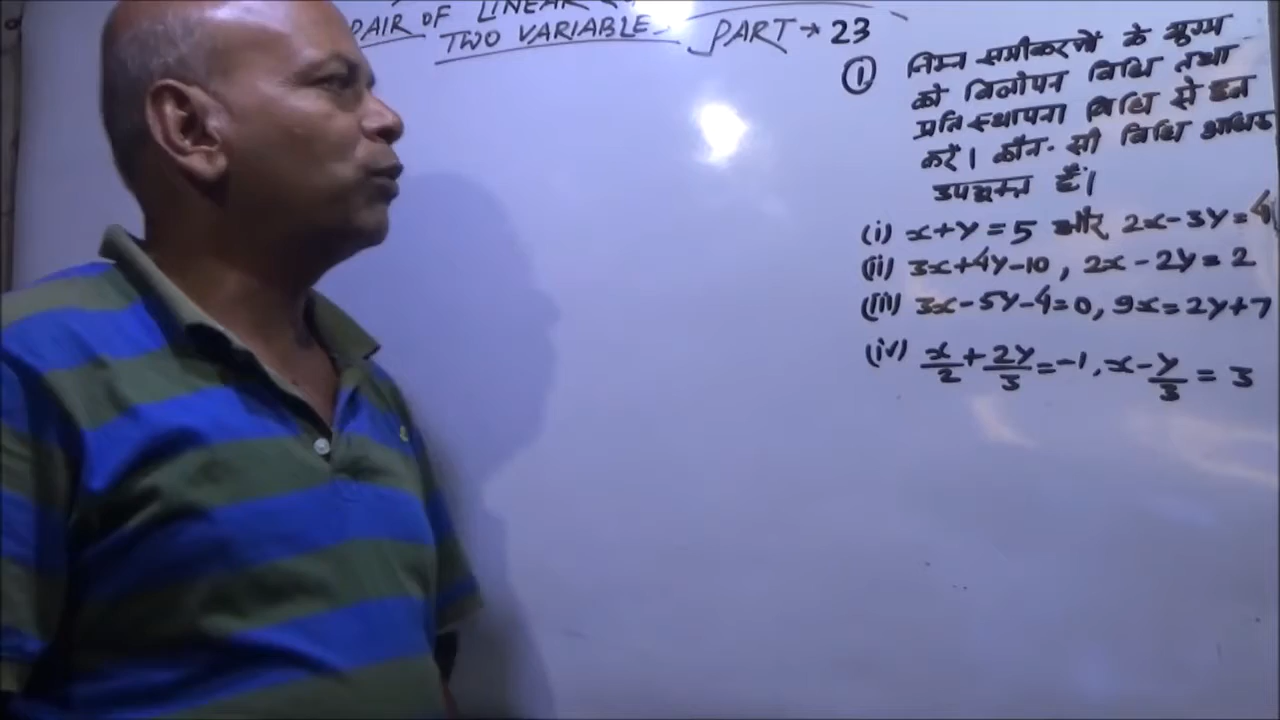 PAIR OF LINEAR
TWO VARIABLE PART → 23
① निम्न समीकरणों के युग्म
को विलोपन विधि तथा
प्रतिस्थापना विधि से हल
करें। कौन-सी विधि अधिक
उपयुक्त है।
(i) x+y=5 और 2x-3y=4
(ii) 3x+4y-10, 2x-2y=2
(iii) 3x-5y-4=0, 9x=2y+7
(iv) x/2+2y/3=-1, x-y/3=3